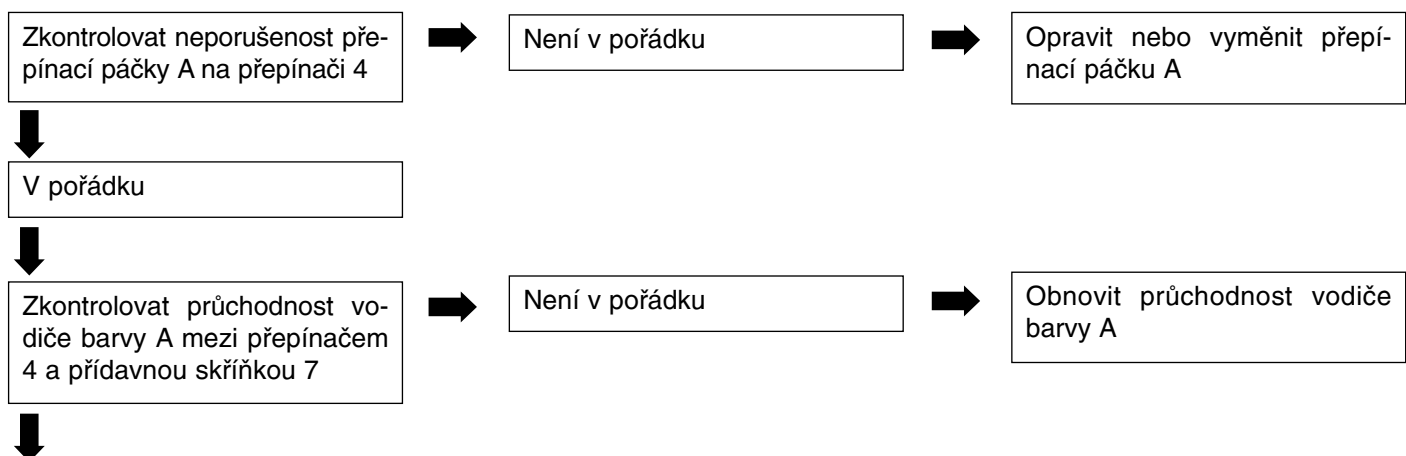 Zkontrolovat neporušenost pře-
pínací páčky A na přepínači 4
Není v pořádku
Opravit nebo vyměnit přepí-
nací páčku A
V pořádku
Zkontrolovat průchodnost vo-
diče barvy A mezi přepínačem
4 a přídavnou skříňkou 7
Není v pořádku
Obnovit průchodnost vodiče
barvy A